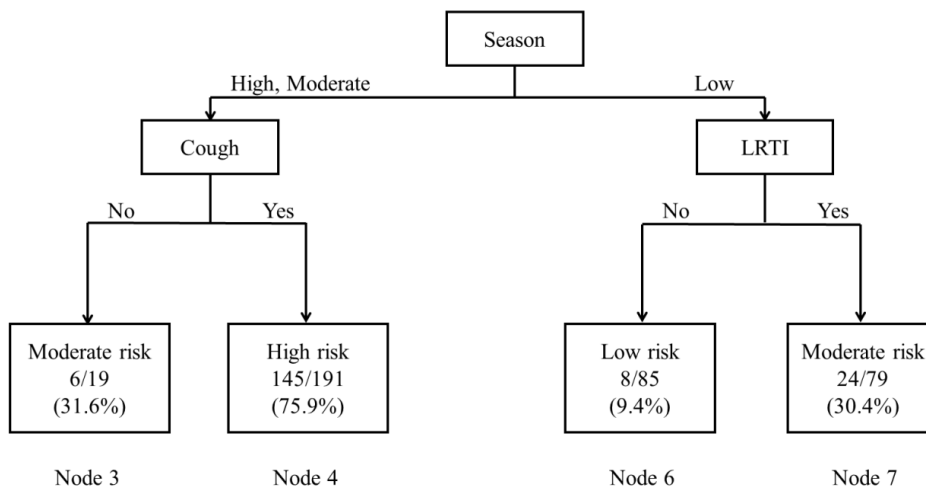 Season
High, Moderate
Low
Cough
LRTI
No
Yes
No
Yes
Moderate risk
6/19
(31.6%)
High risk
145/191
(75.9%)
Low risk
8/85
(9.4%)
Moderate risk
24/79
(30.4%)
Node 3
Node 4
Node 6
Node 7